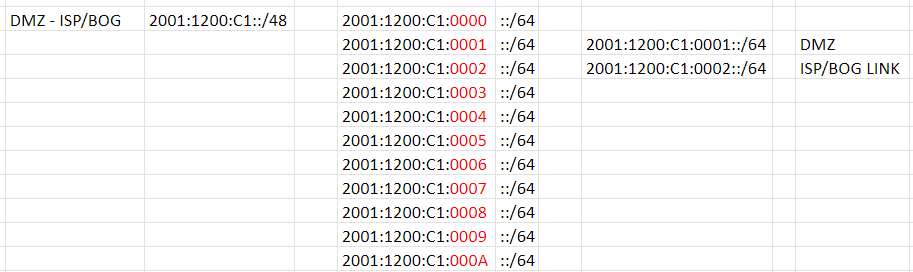 DMZ - ISP/BOG 2001:1200:C1::/48 2001:1200:C1:0000 ::/64
2001:1200:C1:0001 ::/64 2001:1200:C1:0001::/64 DMZ
2001:1200:C1:0002 ::/64 2001:1200:C1:0002::/64 ISP/BOG LINK
2001:1200:C1:0003 ::/64
2001:1200:C1:0004 ::/64
2001:1200:C1:0005 ::/64
2001:1200:C1:0006 ::/64
2001:1200:C1:0007 ::/64
2001:1200:C1:0008 ::/64
2001:1200:C1:0009 ::/64
2001:1200:C1:000A ::/64